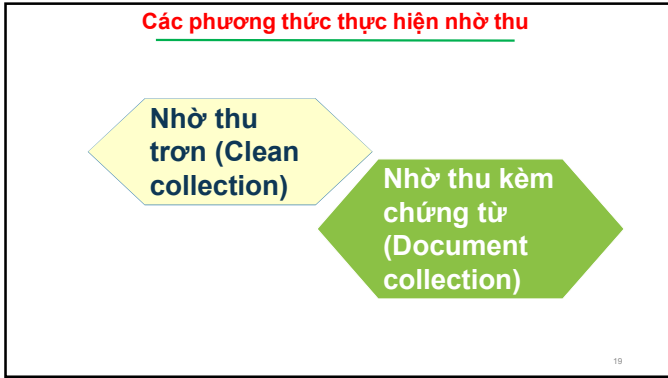 Các phương thức thực hiện nhờ thu
Nhờ thu
trơn (Clean
collection)
Nhờ thu kèm
chứng từ
(Document
collection)
19